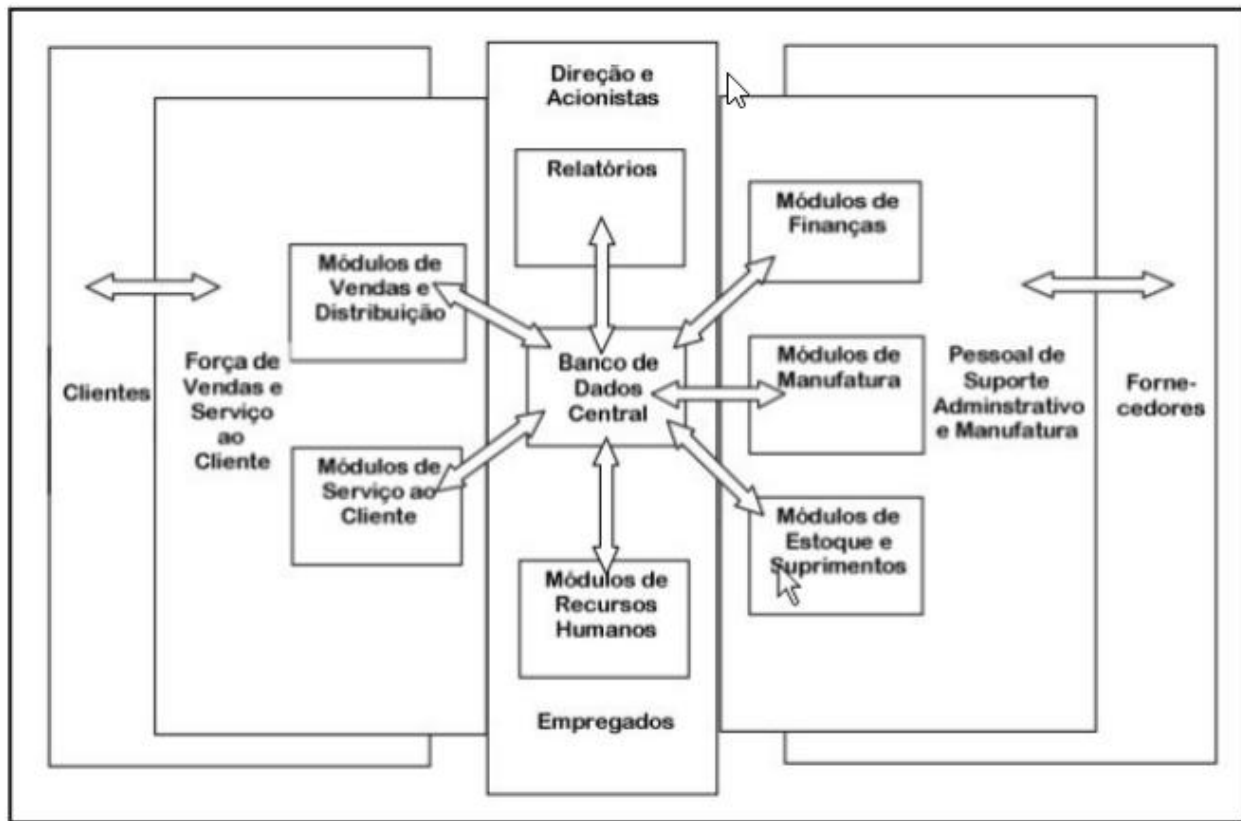 Direção e
Acionistas
Relatórios
Módulos de
Finanças
Módulos de
Vendas e
Distribuição
Banco de
Dados
Central
Módulos de
Manufatura
Clientes
Força de
Vendas e
Serviço
ao
Cliente
Pessoal de
Suporte
Adminstrativo
e Manufatura
Forne-
cedores
Módulos de
Serviço ao
Cliente
Módulos de
Estoque e
Suprimentos
Módulos de
Recursos
Humanos
Empregados